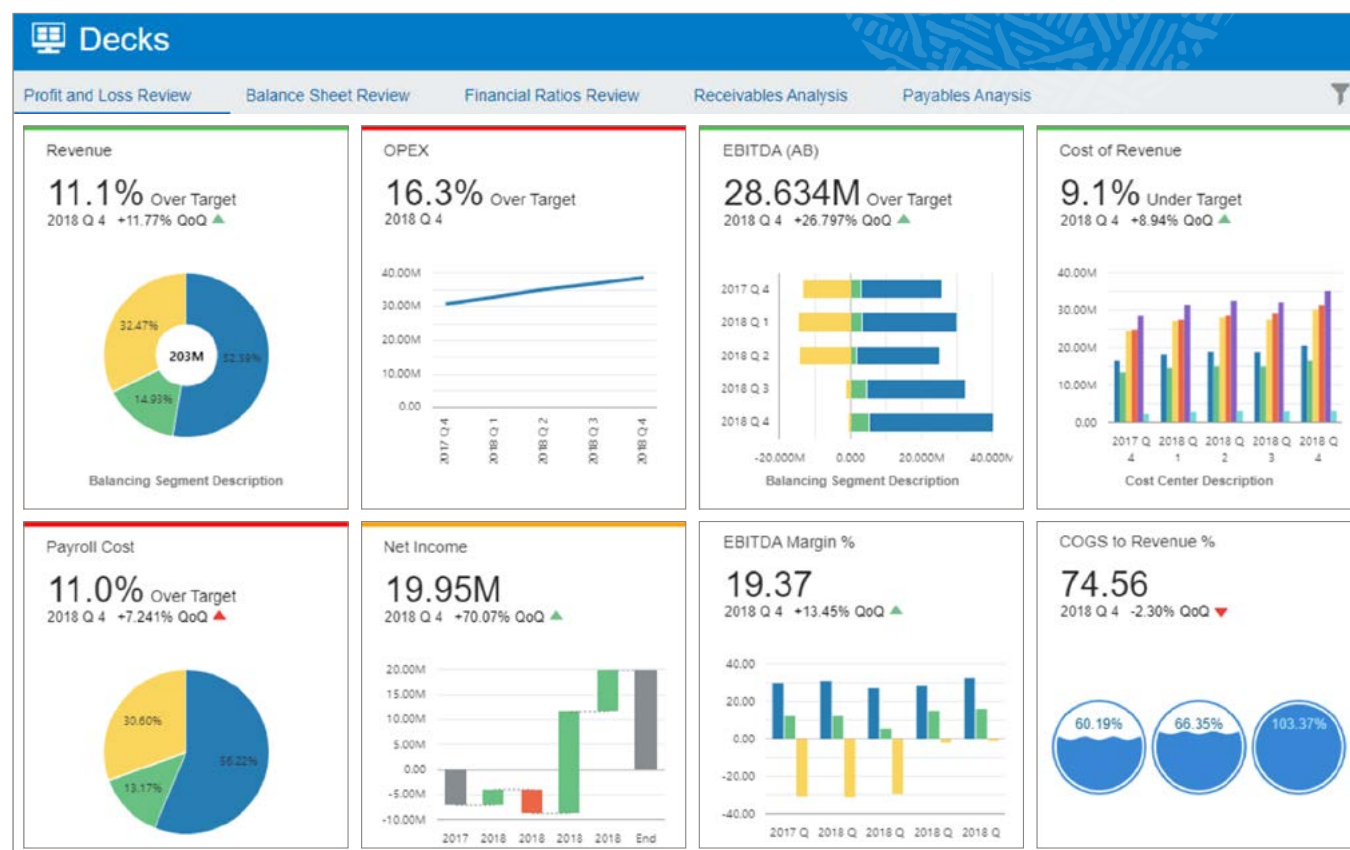 Decks
Profit and Loss Review Balance Sheet Review Financial Ratios Review Receivables Analysis Payables Anaysis
Revenue
11.1% Over Target
2018 Q 4 +11.77% QoQ
32.47%
203M
52.59%
14.93%
Balancing Segment Description
OPEX
16.3% Over Target
2018 Q 4
40.00M
30.00M
20.00M
10.00M
0.00
2017 Q 4 2018 Q 1 2018 Q 2 2018 Q 3 2018 Q 4
EBITDA (AB)
28.634M Over Target
2018 Q 4 +26.797% QoQ
2017 Q 4
2018 Q 1
2018 Q 2
2018 Q 3
2018 Q 4
-20.000M 0.000 20.000M 40.000M
Balancing Segment Description
Cost of Revenue
9.1% Under Target
2018 Q 4 +8.94% QoQ
40.00M
30.00M
20.00M
10.00M
0.00
2017 Q 2018 Q 2018 Q 2018 Q 2018 Q
4 1 2 3 4
Cost Center Description
Payroll Cost
11.0% Over Target
2018 Q 4 +7.241% QoQ
30.60%
56.22%
13.17%
Net Income
19.95M
2018 Q 4 +70.07% QoQ
20.00M
15.00M
10.00M
5.00M
0.00
-5.00M
-10.00M
2017 2018 2018 2018 2018 End
EBITDA Margin %
19.37
2018 Q 4 +13.45% QoQ
40.00
20.00
0.00
-20.00
-40.00
2017 Q 2018 Q 2018 Q 2018 Q 2018 Q
COGS to Revenue %
74.56
2018 Q 4 -2.30% QoQ
60.19% 66.35% 103.37%